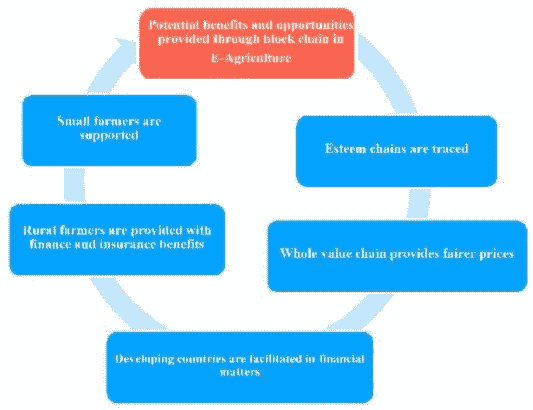 Potential benefits and opportunities
provided through block chain in
E-Agriculture
Esteem chains are traced
Whole value chain provides fairer prices
Developing countries are facilitated in financial
matters
Rural farmers are provided with
finance and insurance benefits
Small farmers are
supported